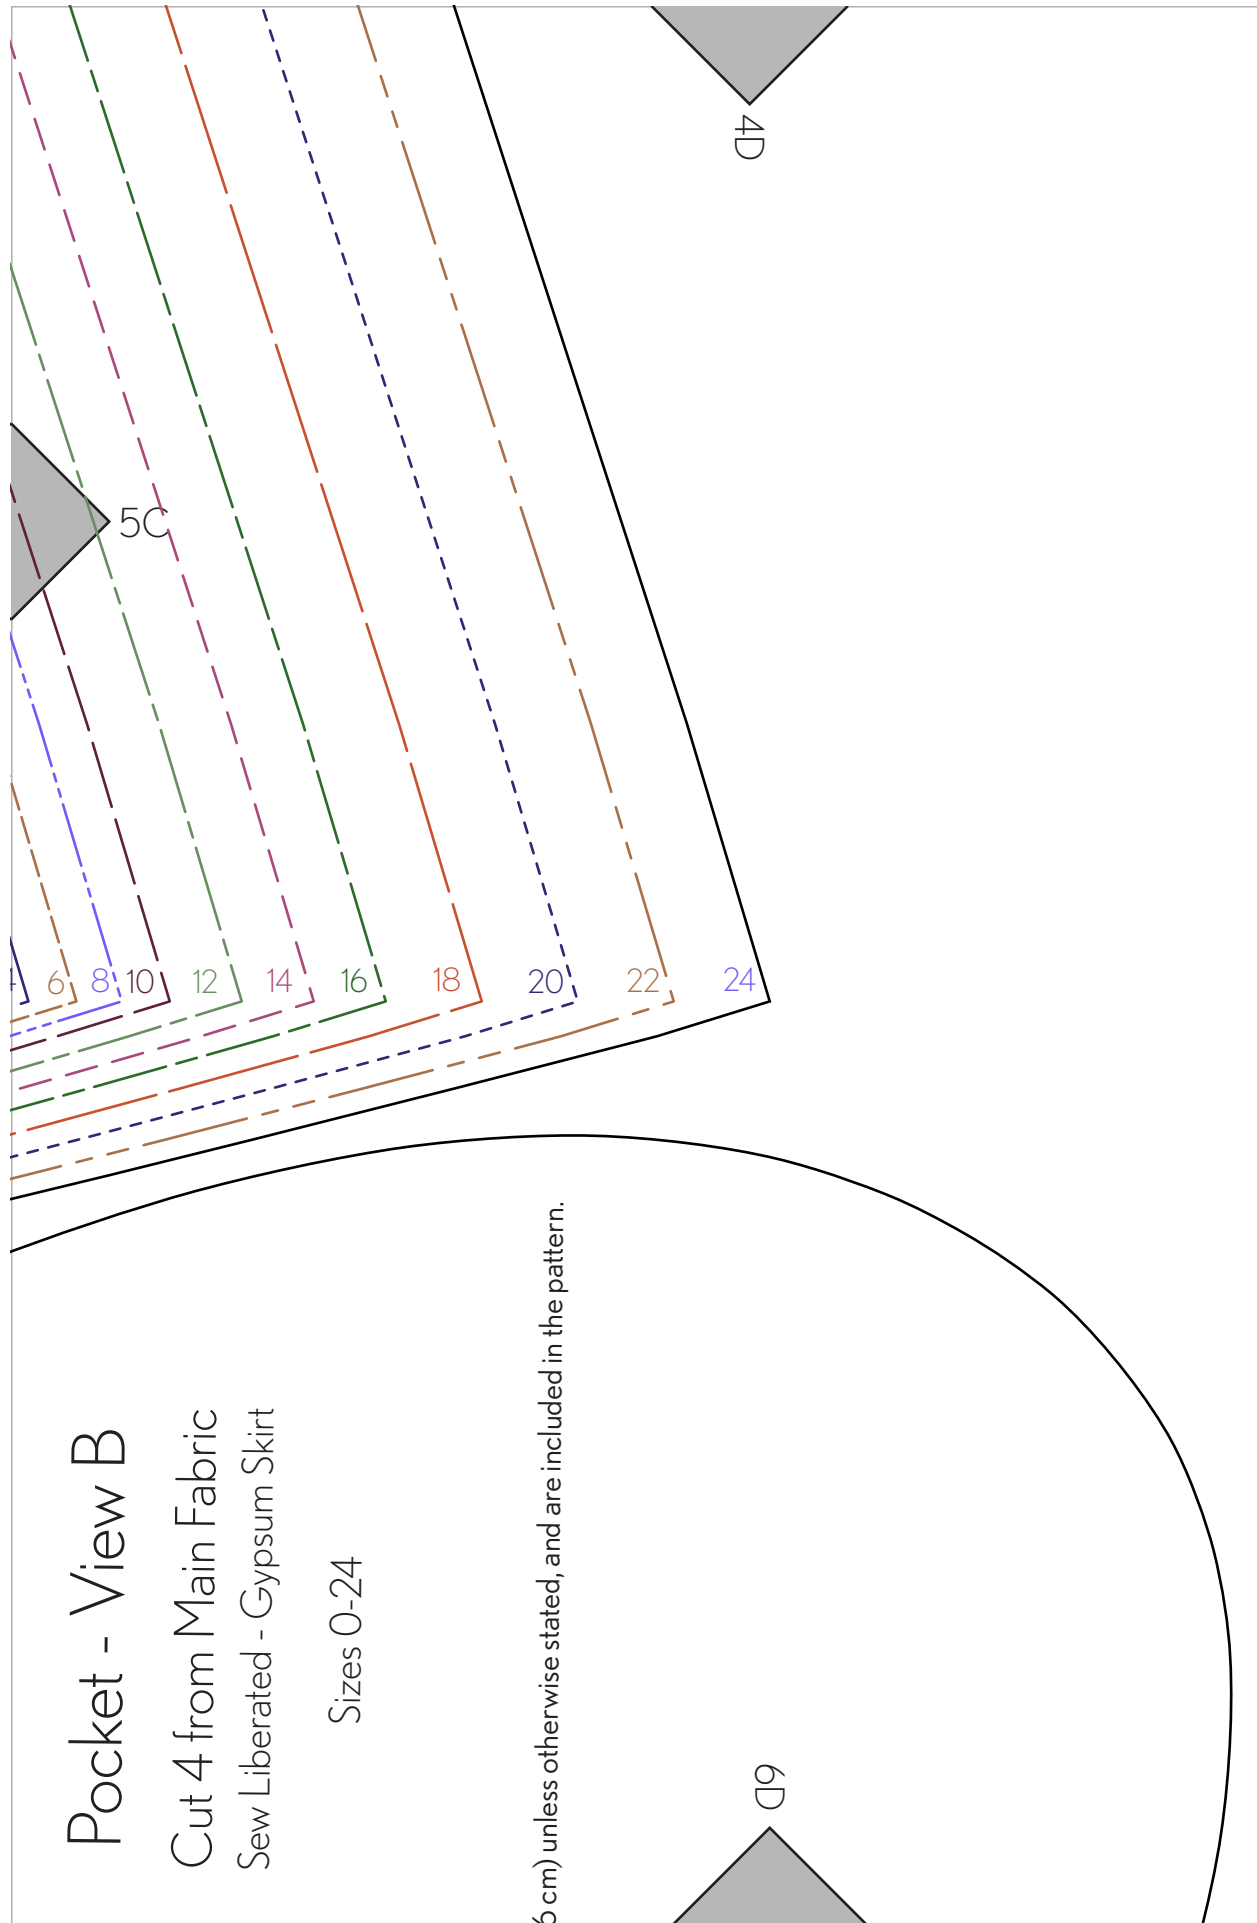 4D
5C
6
8
10
12
14
16
18
20
22
24
Pocket - View B
Cut 4 from Main Fabric
Sew Liberated - Gypsum Skirt
Sizes 0-24
6 cm) unless otherwise stated, and are included in the pattern.
6D